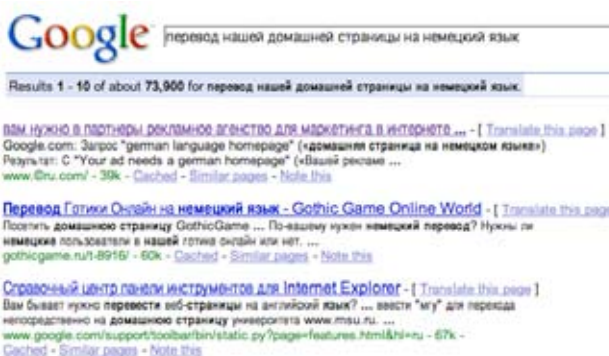 Google перевод нашей домашней страницы на немецкий язык
Results 1 - 10 of about 73,900 for перевод нашей домашней страницы на немецкий язык.
вам нужно в партнеры рекламное агенство для маркетинга в интернете ... - [ Translate this page ]
Google.com: Запрос "german language homepage" («домашняя страница на немецком языке»)
Результат: С "Your ad needs a german homepage" («Вашей рекламе ...
www.©ru.com/ - 39k - Cached - Similar pages - Note this
Перевод Готики Онлайн на немецкий язык - Gothic Game Online World - [ Translate this page
Посетить домашнюю страницу GothicGame ... По-вашему нужен немецкий перевод? Нужны ли
немецкие пользователи в нашей готике онлайн или нет. ...
gothicgame.ru/t-8916/ - 60k - Cached - Similar pages - Note this
Справочный центр панели инструментов для Internet Explorer - [ Translate this page ]
Вам бывает нужно перевести веб-страницы на английский язык? ... ввести "мгу" для перехода
непосредственно на домашнюю страницу университета www.msu.ru. ...
www.google.com/support/toolbar/bin/static.py?page=features.html&hl=ru - 67k -
Cached - Similar pages - Note this